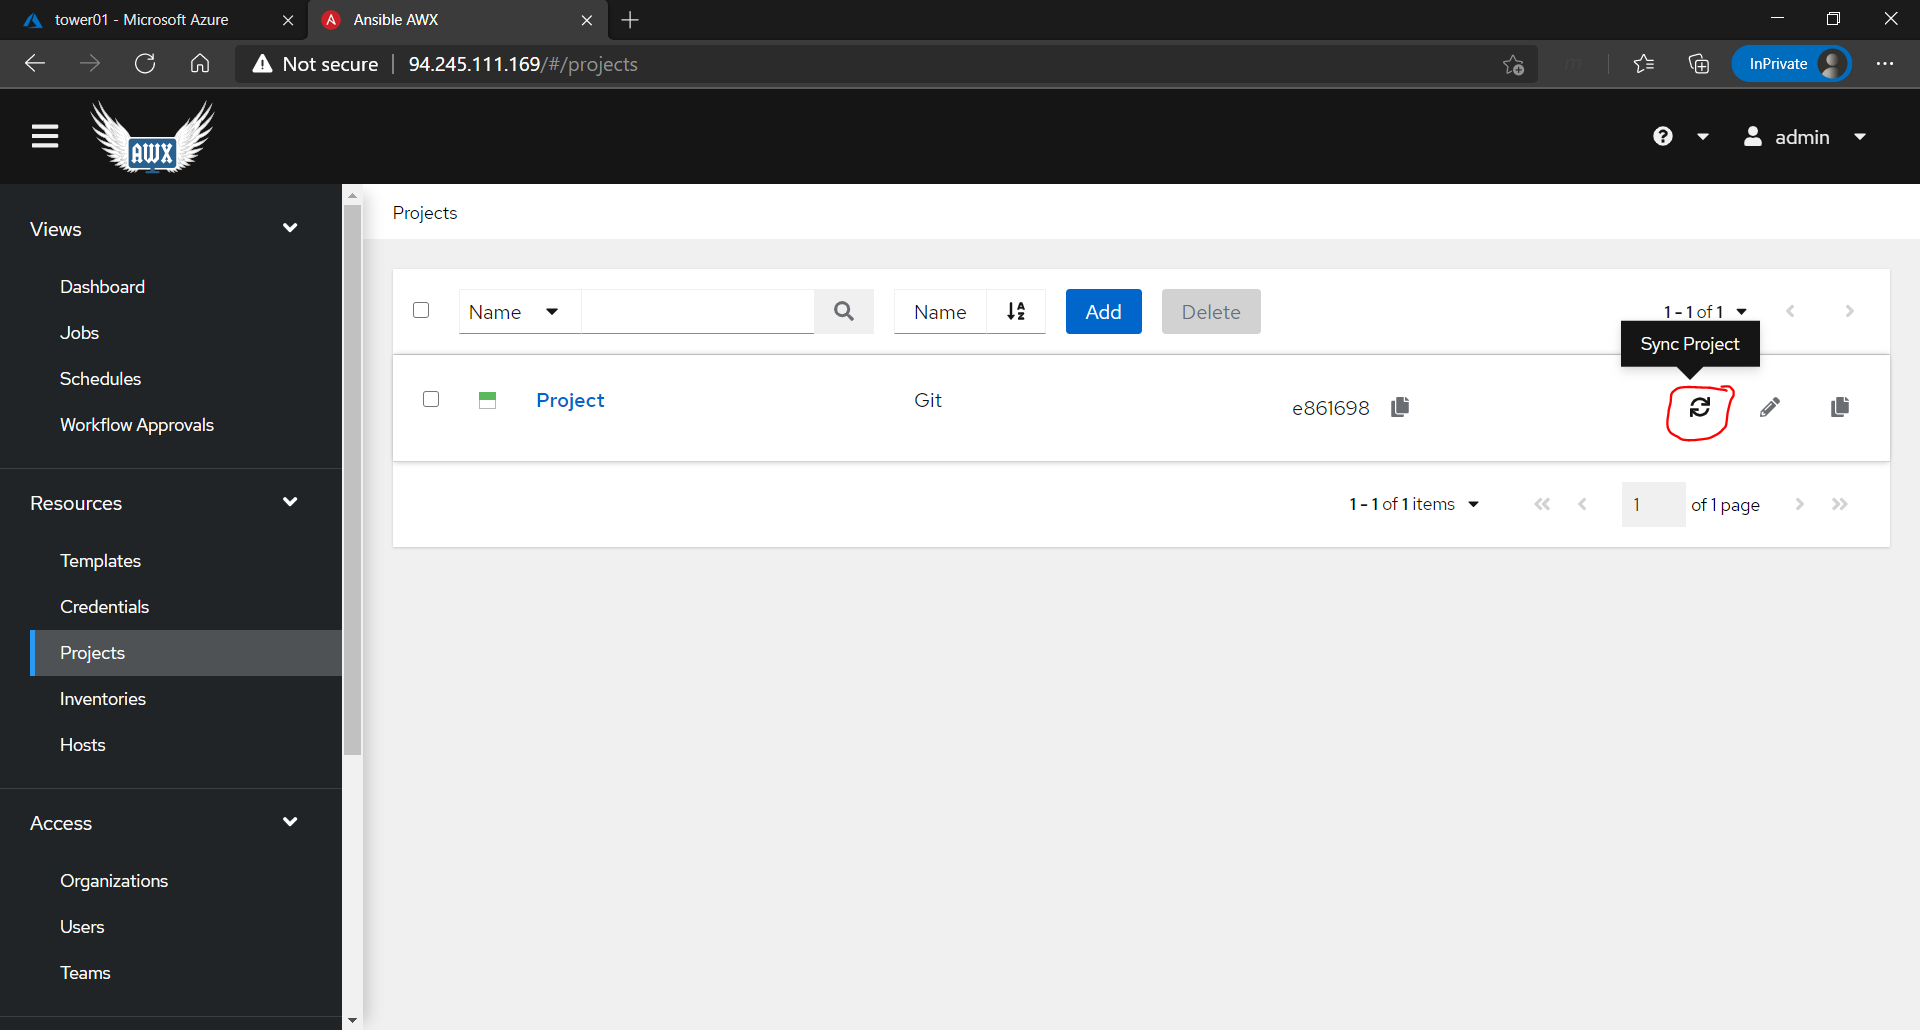 tower01 - Microsoft Azure
Ansible AWX
Not secure
94.245.111.169/#/projects
InPrivate
AWX
admin
Views
Dashboard
Jobs
Schedules
Workflow Approvals
Resources
Templates
Credentials
Projects
Inventories
Hosts
Access
Organizations
Users
Teams
Projects
Name
Name
Add
Delete
1 - 1 of 1
Sync Project
Project
Git
e861698
1 - 1 of 1 items
1
of 1 page